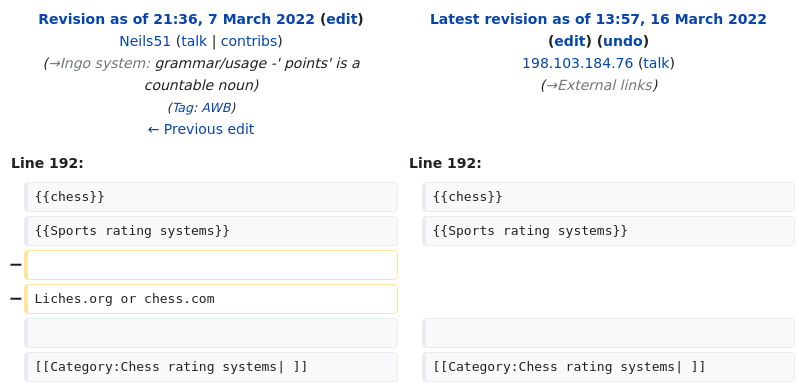 Revision as of 21:36, 7 March 2022 (edit)
Neils51 (talk | contribs)
(→Ingo system: grammar/usage -' points' is a
countable noun)
(Tag: AWB)
← Previous edit
Latest revision as of 13:57, 16 March 2022
(edit) (undo)
198.103.184.76 (talk)
(→External links)
Line 192:
Line 192:
{{chess}}
{{chess}}
{{Sports rating systems}}
{{Sports rating systems}}
−
− Liches.org or chess.com
[[Category:Chess rating systems| ]]
[[Category:Chess rating systems| ]]